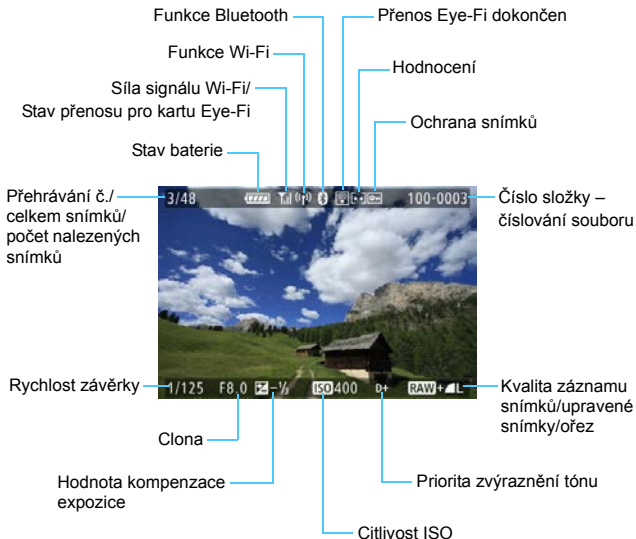 Funkce Bluetooth
Přenos Eye-Fi dokončen
Funkce Wi-Fi
Hodnocení
Síla signálu Wi-Fi/
Stav přenosu pro kartu Eye-Fi
Ochrana snímků
Stav baterie
Přehrávání č./
celkem snímků/
počet nalezených
snímků
3/48
100-0003
Číslo složky –
číslování souboru
Rychlost závěrky
1/125 F8.0 -⅓ ISO 400 D+ RAW+L
Kvalita záznamu
snímků/upravené
snímky/ořez
Clona
Hodnota kompenzace
expozice
Priorita zvýraznění tónu
Citlivost ISO